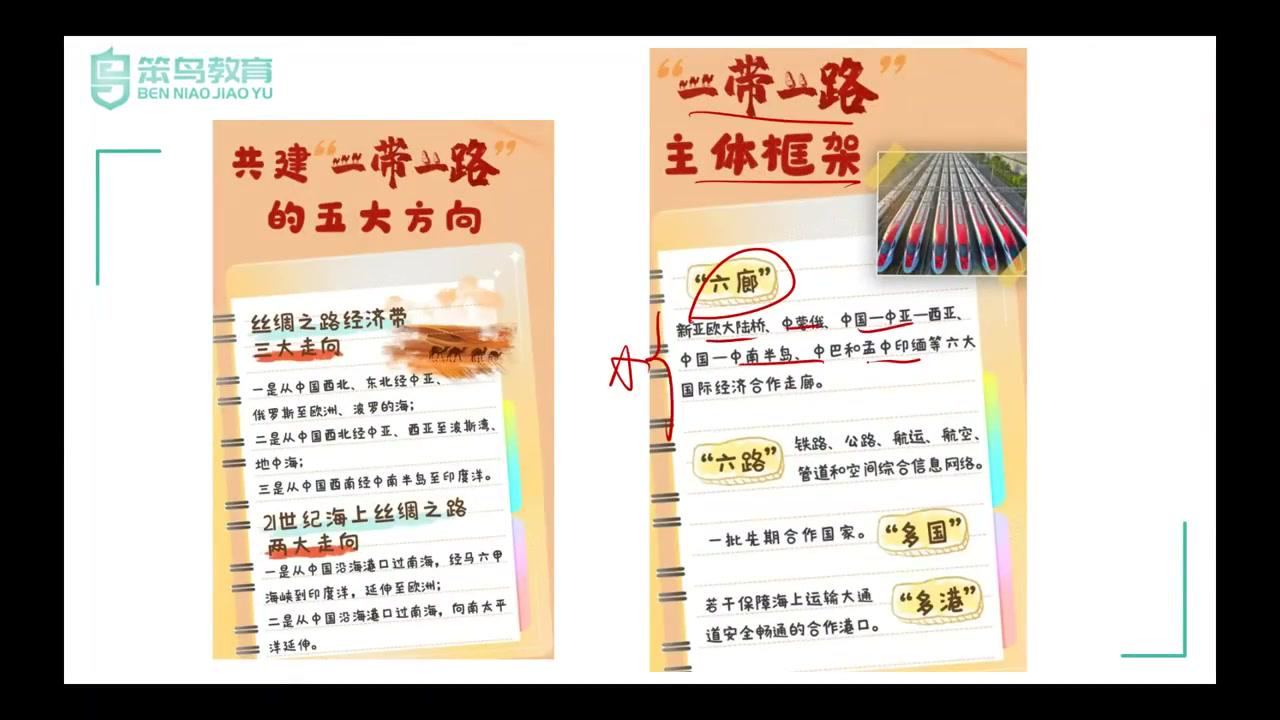 笨鸟教育
BEN NIAO JIAO YU
共建“一带一路”
的五大方向
丝绸之路经济带
三大走向
一是从中国西北、东北经中亚、
俄罗斯至欧洲、波罗的海;
二是从中国西北经中亚、西亚至波斯湾、
地中海;
三是从中国西南经中南半岛至印度洋。
21世纪海上丝绸之路
两大走向
一是从中国沿海港口过南海,经马六甲
海峡到印度洋,延伸至欧洲;
二是从中国沿海港口过南海,向南太平
洋延伸。
“一带一路”
主体框架
“六廊”
新亚欧大陆桥、中蒙俄、中国—中亚—西亚、
中国—中南半岛、中巴和孟中印缅等六大
国际经济合作走廊。
“六路”
铁路、公路、航运、航空、
管道和空间综合信息网络。
一批先期合作国家。
“多国”
若干保障海上运输大通
道安全畅通的合作港口。
“多港”